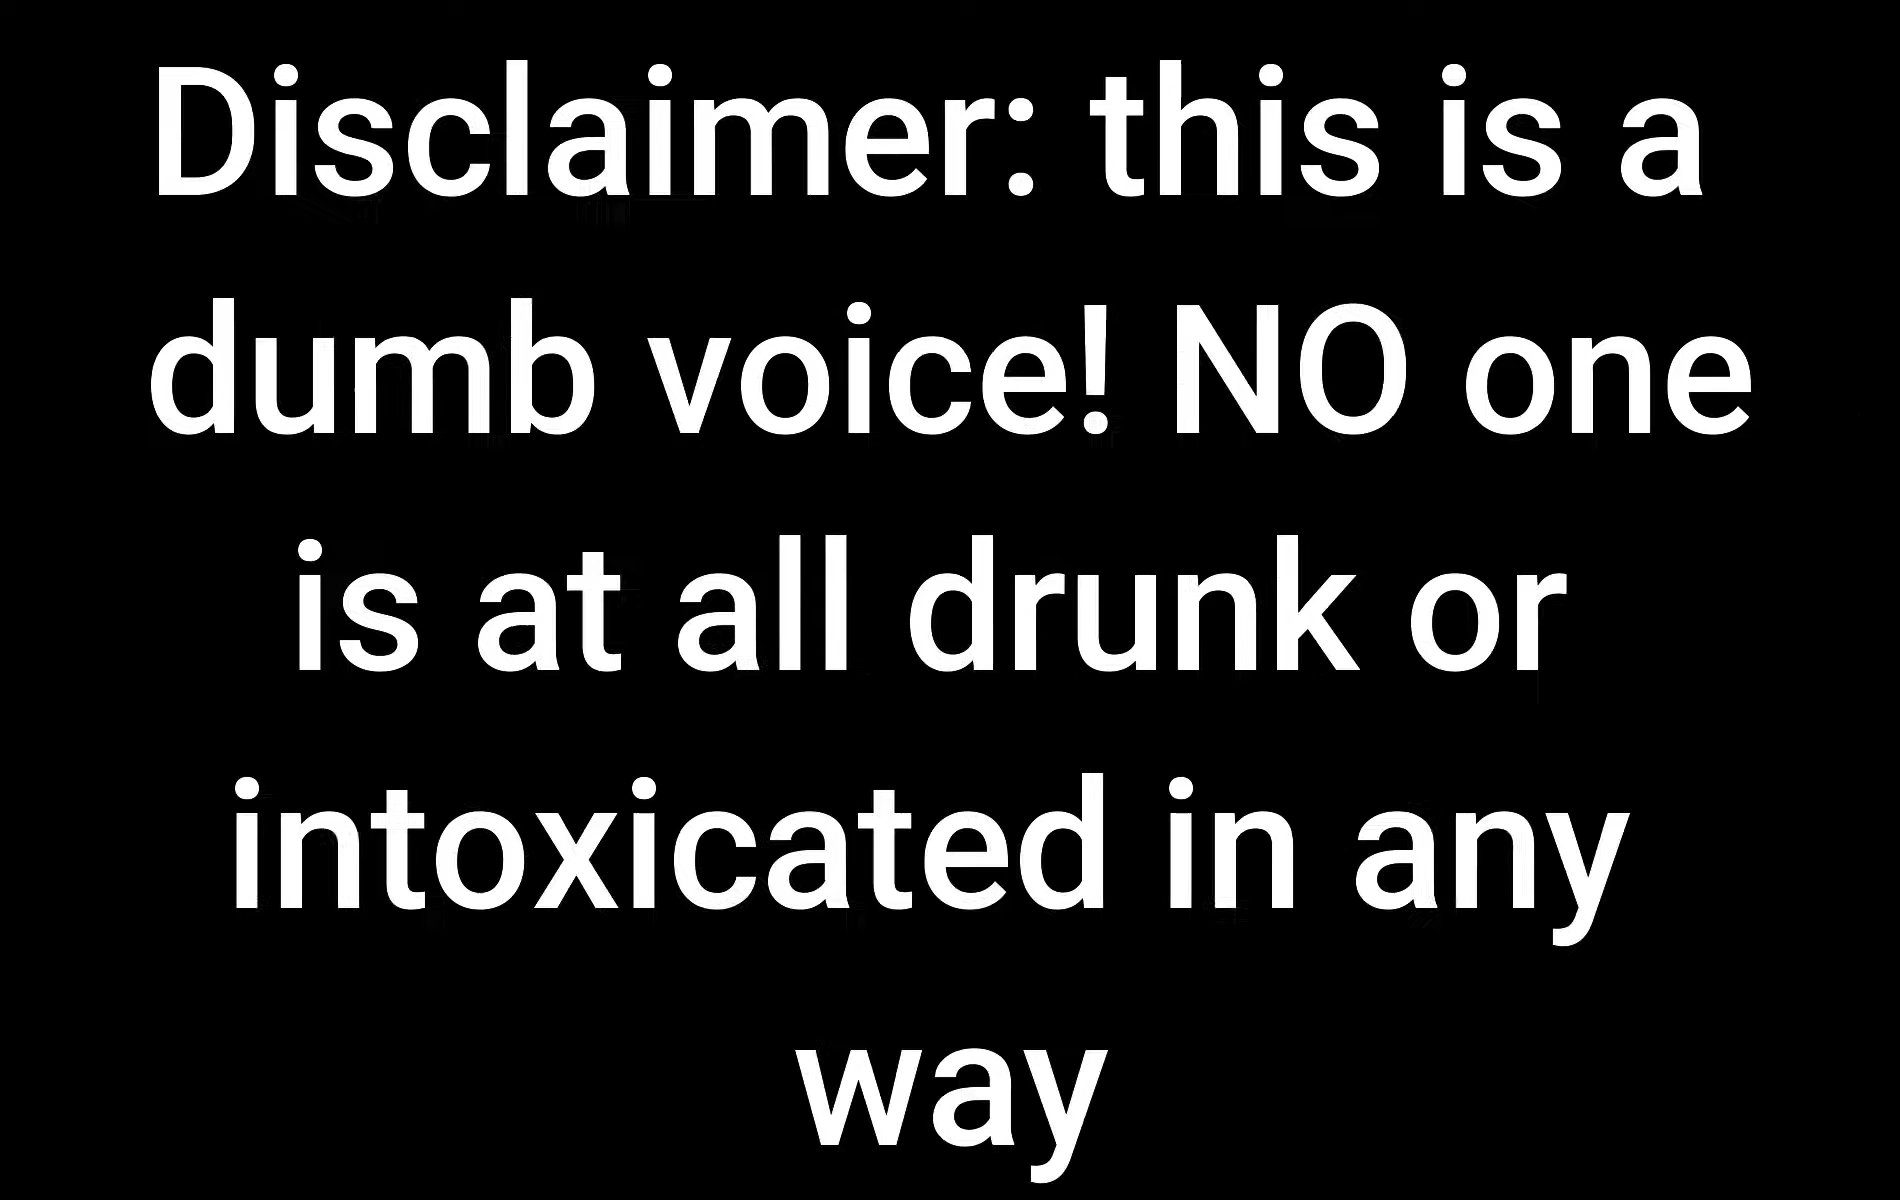 Disclaimer: this is a
dumb voice! NO one
is at all drunk or
intoxicated in any
way